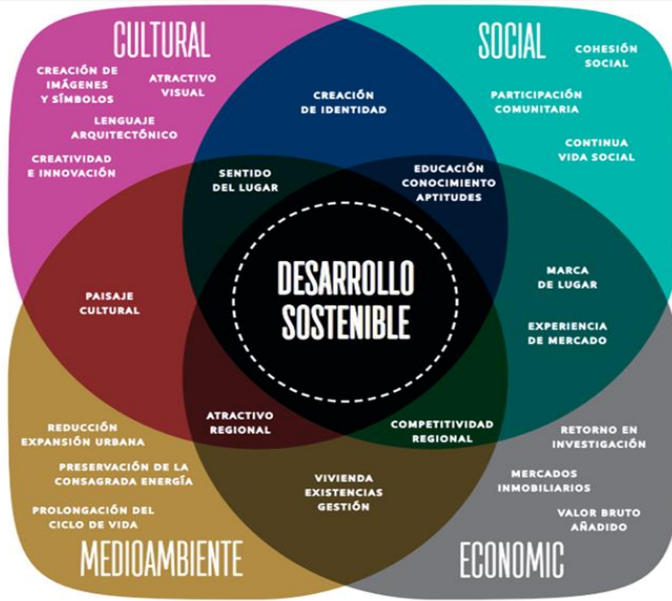 CULTURAL
CREACIÓN DE
IMÁGENES
Y SÍMBOLOS
ATRACTIVO
VISUAL
LENGUAJE
ARQUITECTÓNICO
CREATIVIDAD
E INNOVACIÓN
CREACIÓN
DE IDENTIDAD
SOCIAL
COHESIÓN
SOCIAL
PARTICIPACIÓN
COMUNITARIA
CONTINUA
VIDA SOCIAL
SENTIDO
DEL LUGAR
EDUCACIÓN
CONOCIMIENTO
APTITUDES
PAISAJE
CULTURAL
DESARROLLO
SOSTENIBLE
MARCA
DE LUGAR
EXPERIENCIA
DE MERCADO
ATRACTIVO
REGIONAL
COMPETITIVIDAD
REGIONAL
REDUCCIÓN
EXPANSIÓN URBANA
PRESERVACIÓN DE LA
CONSAGRADA ENERGÍA
PROLONGACIÓN DEL
CICLO DE VIDA
MEDIOAMBIENTE
VIVIENDA
EXISTENCIAS
GESTIÓN
RETORNO EN
INVESTIGACIÓN
MERCADOS
INMOBILIARIOS
VALOR BRUTO
AÑADIDO
ECONOMIC